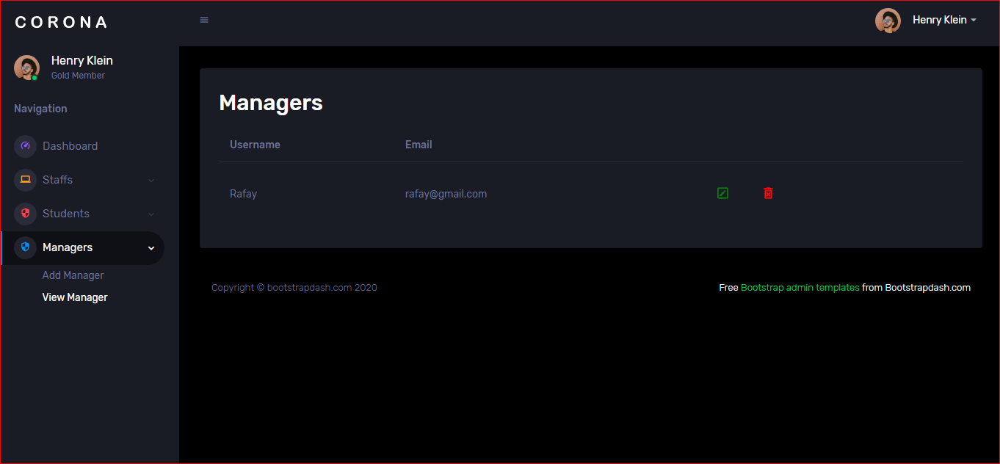 CORONA
Henry Klein
Henry Klein
Gold Member
Navigation
Dashboard
Staffs
Students
Managers
Add Manager
View Manager
Managers
Username Email
Rafay rafay@gmail.com
Copyright © bootstrapdash.com 2020
Free Bootstrap admin templates from Bootstrapdash.com